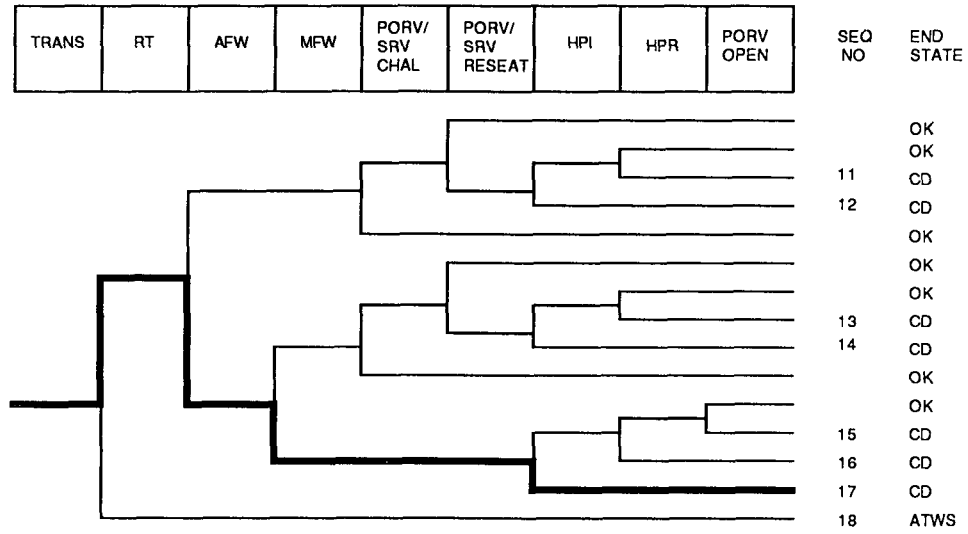 TRANS RT AFW MFW PORV/ SRV CHAL PORV/ SRV RESEAT HPI HPR PORV OPEN SEQ NO END STATE
OK
OK
11 CD
12 CD
OK
OK
OK
13 CD
14 CD
OK
OK
15 CD
16 CD
17 CD
18 ATWS